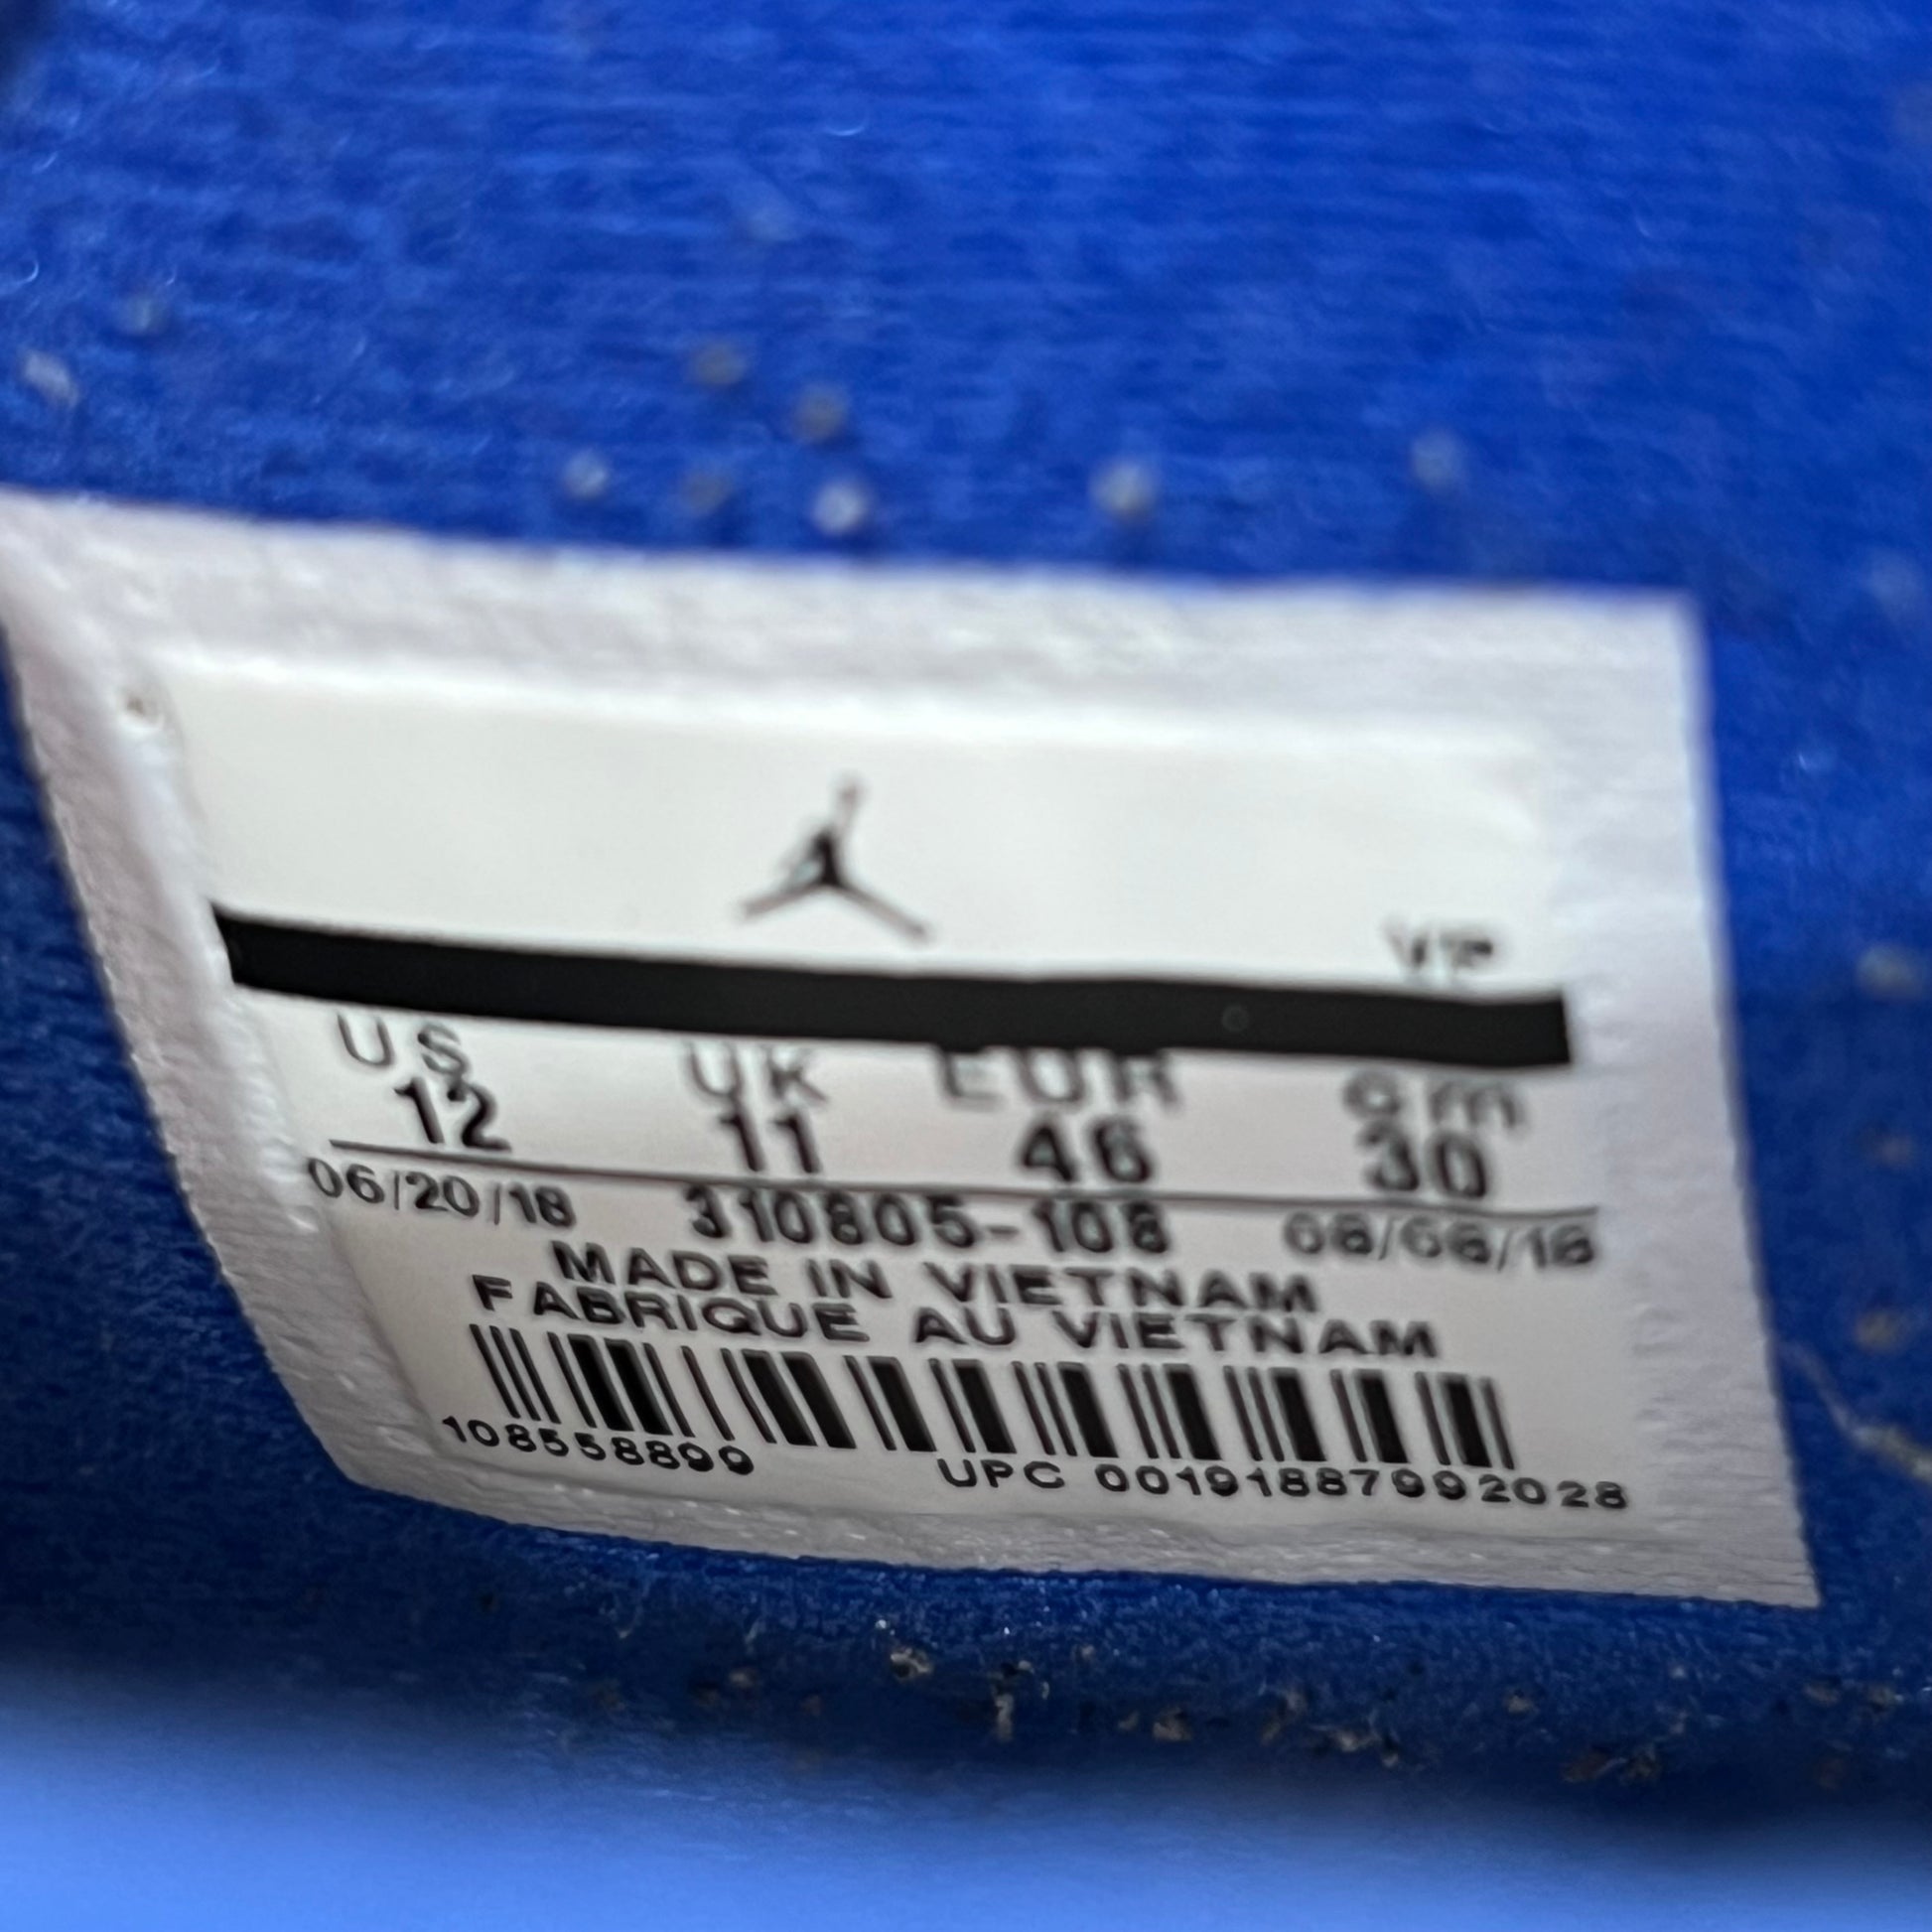 US UK EUR cm
12 11 46 30
06/20/18 310805-108
MADE IN VIETNAM
FABRIQUE AU VIETNAM
108558899 UPC 00191887992028